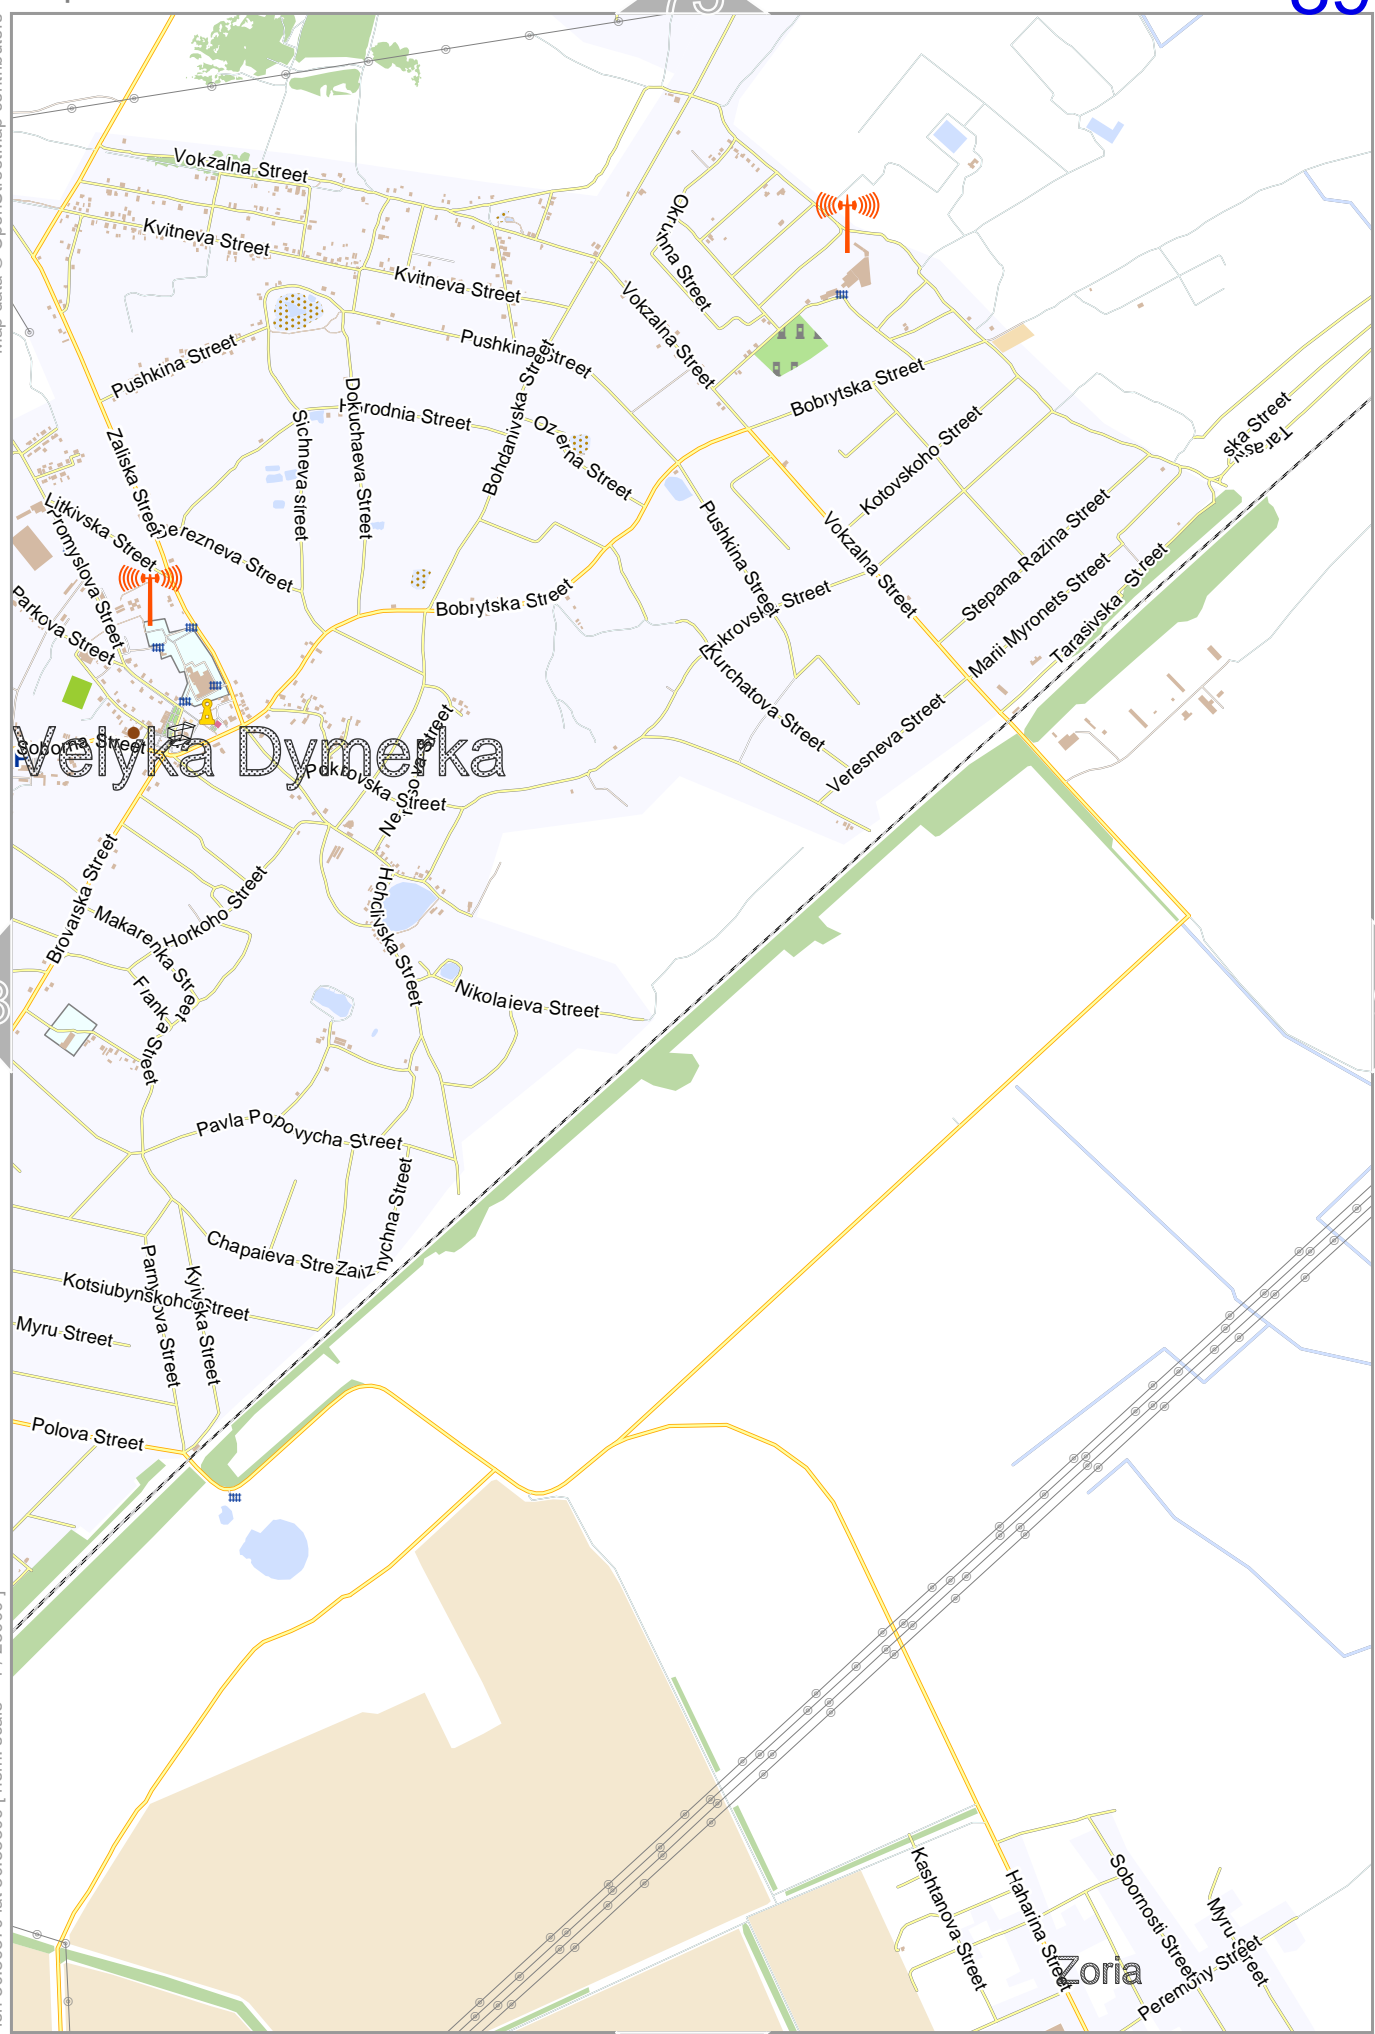 75
Vokzalna Street
Okruzhna Street
Kvitneva Street
Kvitneva Street
Vokzalna Street
Pushkina Street
Pushkina Street
Bohdanivska Street
Bobrytska Street
Dokuchaeva Street
Horodnia Street
Sichneva street
Ozerna Street
Kotovskoho Street
Tarasivska Street
Zaliska Street
Litkivska Street
Promyslova Street
Berezneva Street
Pushkina Street
Vokzalna Street
Stepana Razina Street
Marii Myronets Street
Tarasivska Street
Parkova Street
Bobrytska Street
Pokrovska Street
Kurchatova Street
Veresneva Street
Soborna Street
Velyka Dymerka
Pokrovska Street
Brovarska Street
Horkoho Street
Makarenka Street
Franka Street
Nikolaieva Street
Pavla Popovycha Street
Chapaieva Street
Kotsiubynskoho Street
Kyivska Street
Myru Street
Polova Street
Kashtanova Street
Haharina Street
Sobornosti Street
Myru Street
Peremohy Street
Zoria